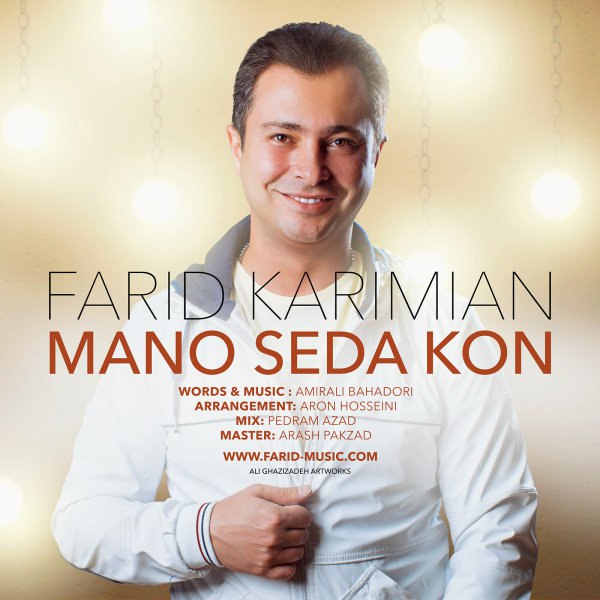 FARID KARIMIAN
MANO SEDA KON
WORDS & MUSIC : AMIRALI BAHADORI
ARRANGEMENT: ARON HOSSEINI
MIX: PEDRAM AZAD
MASTER: ARASH PAKZAD
WWW.FARID-MUSIC.COM
ALI GHAZIZADEH ARTWORKS